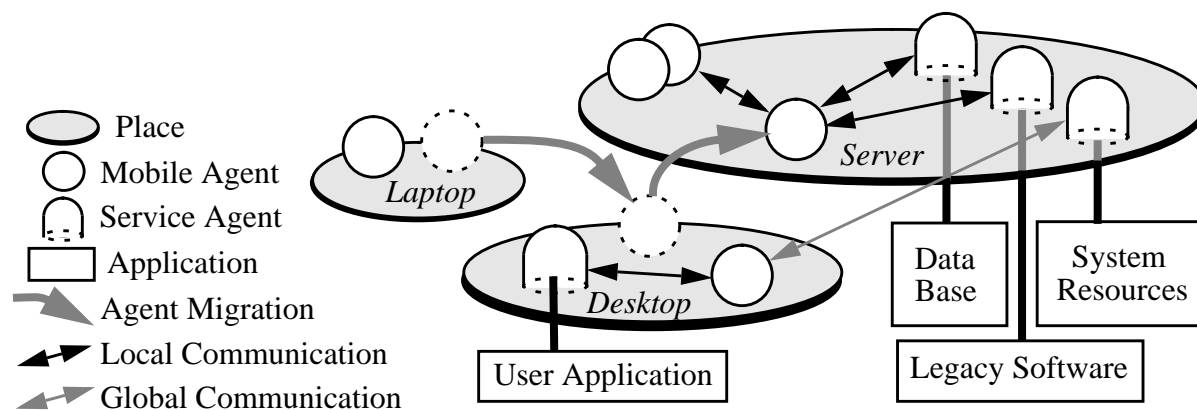 Place
Mobile Agent
Service Agent
Application
Agent Migration
Local Communication
Global Communication
Laptop
Server
Desktop
User Application
Data
Base
System
Resources
Legacy Software